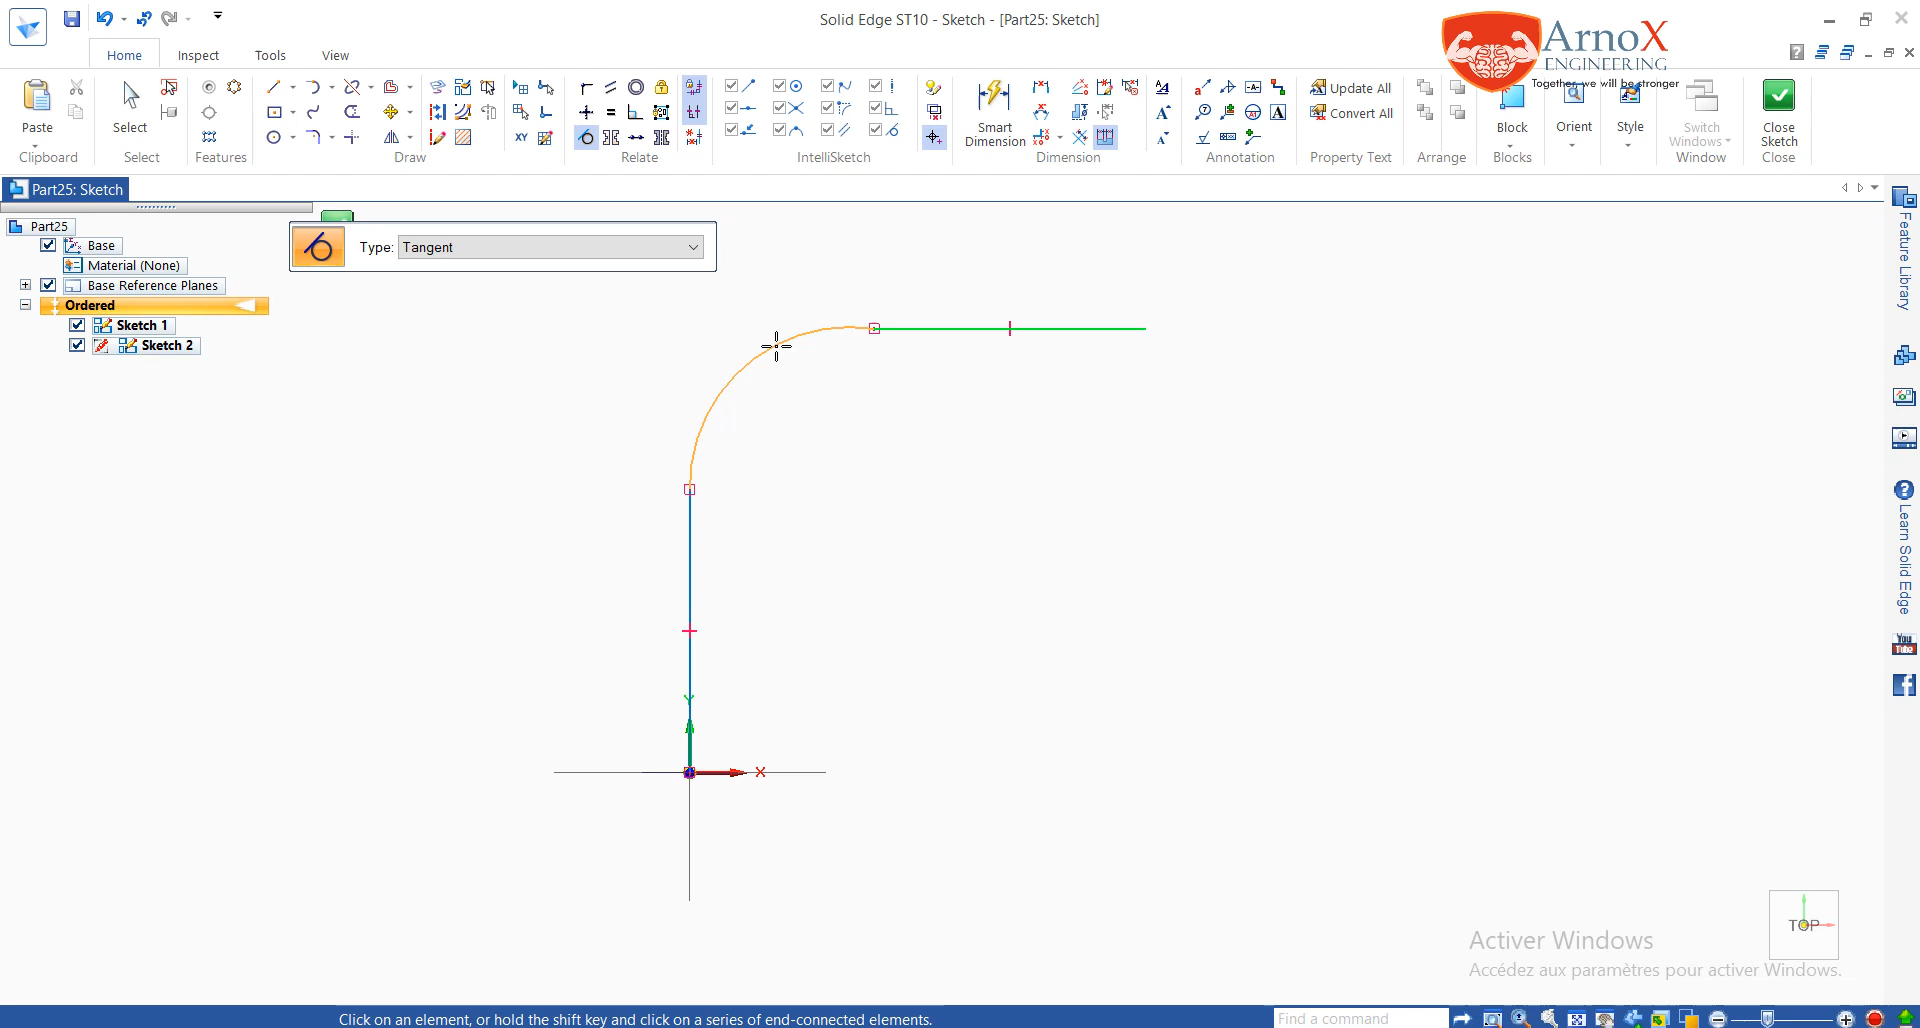 Solid Edge ST10 - Sketch - [Part25: Sketch]
ArnoX
ENGINEERING
Together we will be stronger
Home
Inspect
Tools
View
Paste
Clipboard
Select
Select
Features
Draw
Relate
IntelliSketch
Smart
Dimension
Dimension
Annotation
Update All
Convert All
Property Text
Arrange
Block
Blocks
Orient
Style
Switch
Windows
Window
Close
Sketch
Close
XY
A
A
A
A
Part25: Sketch
Part25
Base
Material (None)
Base Reference Planes
Ordered
Sketch 1
Sketch 2
Type: Tangent
Y
X
Feature Library
Learn Solid Edge
You
Tube
TOP
Activer Windows
Accédez aux paramètres pour activer Windows.
Click on an element, or hold the shift key and click on a series of end-connected elements.
Find a command